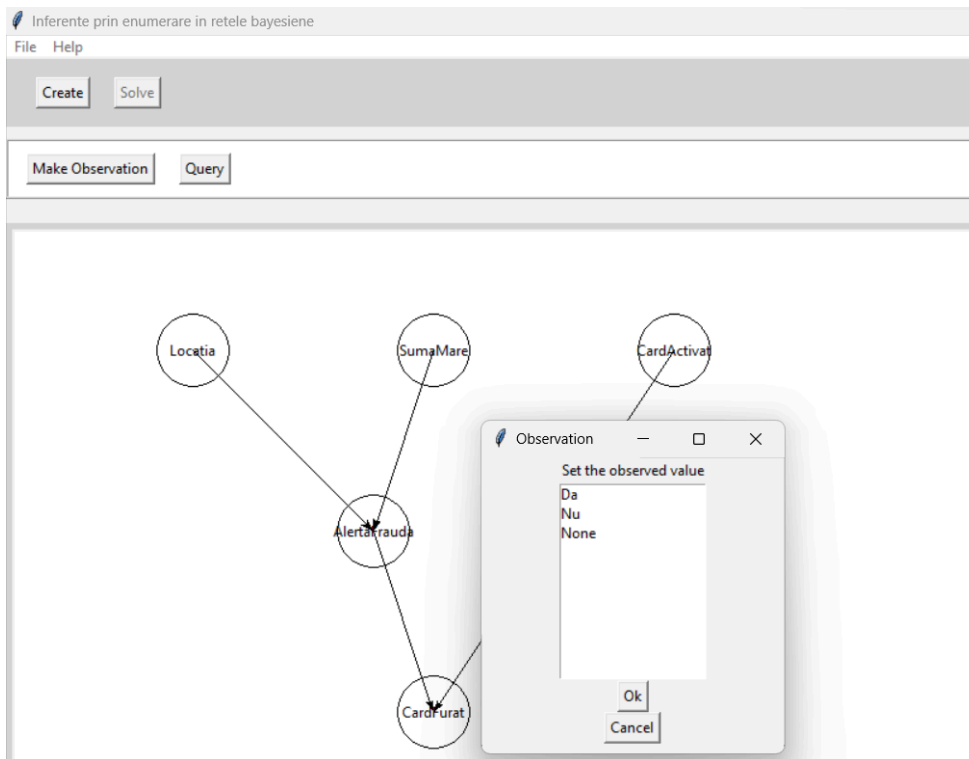 Inferente prin enumerare in retele bayesiene
File Help
Create Solve
Make Observation Query
Locatia SumaMare CardActivat
Observation
Set the observed value
Da
Nu
None
AlertaFrauda
Ok
CardFurat
Cancel